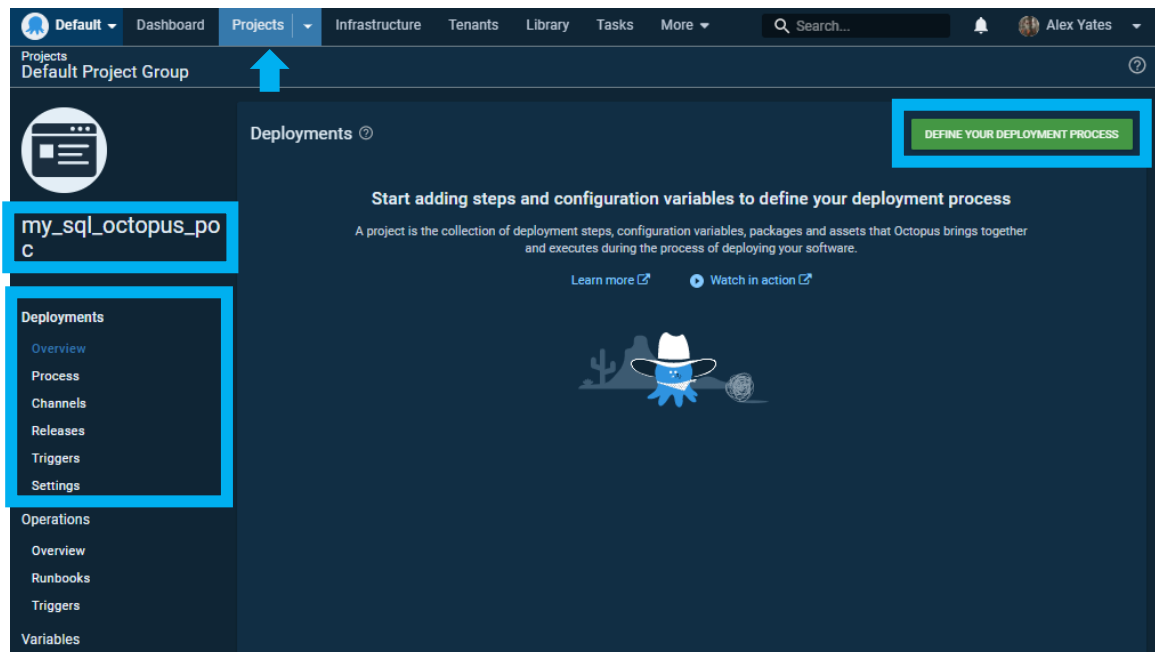 Default Dashboard Projects Infrastructure Tenants Library Tasks More Search... Alex Yates
Projects
Default Project Group
Deployments
DEFINE YOUR DEPLOYMENT PROCESS
Start adding steps and configuration variables to define your deployment process
A project is the collection of deployment steps, configuration variables, packages and assets that Octopus brings together
and executes during the process of deploying your software.
Learn more Watch in action
my_sql_octopus_po
c
Deployments
Overview
Process
Channels
Releases
Triggers
Settings
Operations
Overview
Runbooks
Triggers
Variables